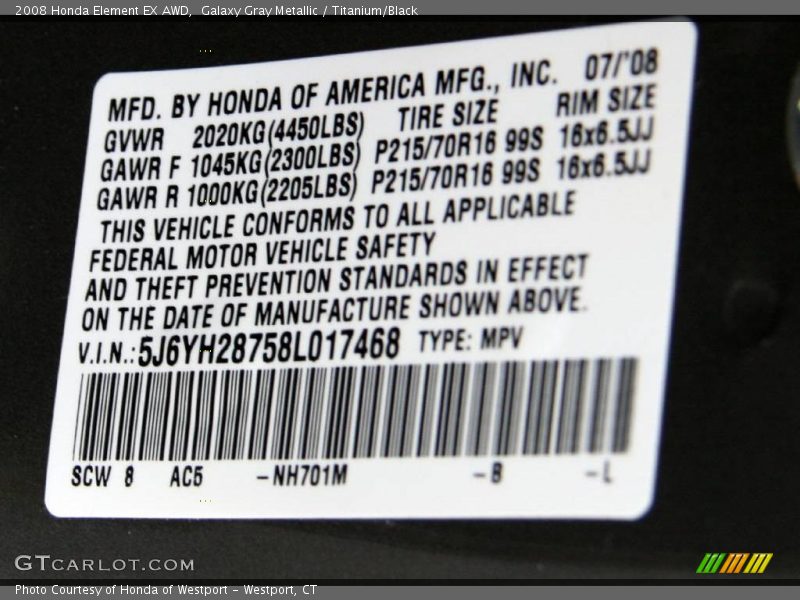 2008 Honda Element EX AWD,  Galaxy Gray Metallic / Titanium/Black
MFD. BY HONDA OF AMERICA MFG., INC. 07/'08
GVWR 2020KG(4450LBS) TIRE SIZE RIM SIZE
GAWR F 1045KG(2300LBS) P215/70R16 99S 16x6.5JJ
GAWR R 1000KG(2205LBS) P215/70R16 99S 16x6.5JJ
THIS VEHICLE CONFORMS TO ALL APPLICABLE
FEDERAL MOTOR VEHICLE SAFETY
AND THEFT PREVENTION STANDARDS IN EFFECT
ON THE DATE OF MANUFACTURE SHOWN ABOVE.
V.I.N.:5J6YH28758L017468 TYPE: MPV
SCW 8 AC5 -NH701M -B -L
GTCARLOT.COM
Photo Courtesy of Honda of Westport - Westport, CT